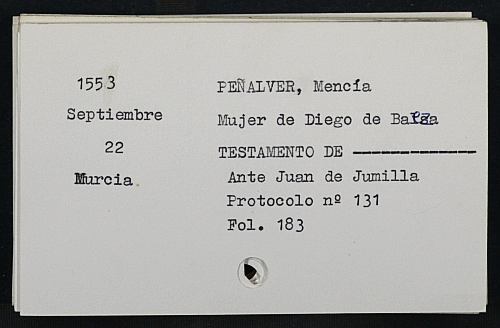 1553
Septiembre
22
Murcia
PEÑALVER, Mencía
Mujer de Diego de
TESTAMENTO DE -------------
Ante Juan de Jumilla
Protocolo nº 131
Fol. 183